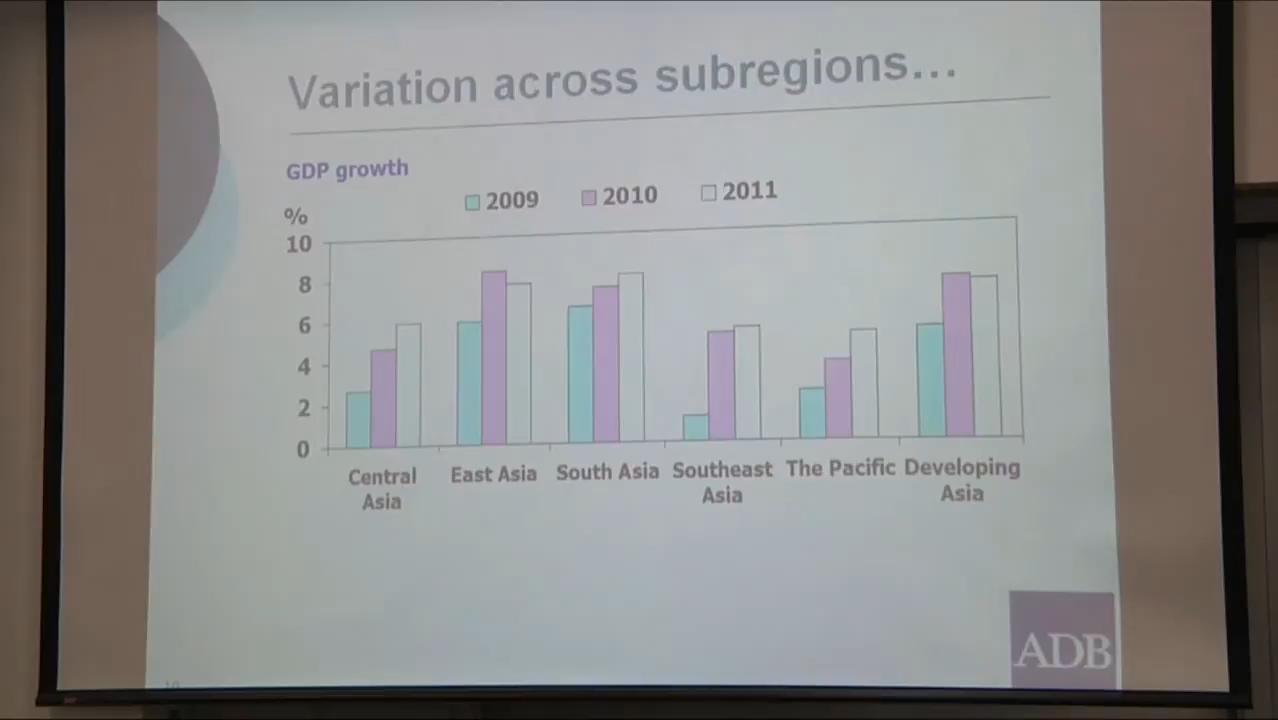 Variation across subregions...
GDP growth
2009 2010 2011
%
10
8
6
4
2
0
Central Asia
East Asia
South Asia
Southeast Asia
The Pacific
Developing Asia
ADB
10